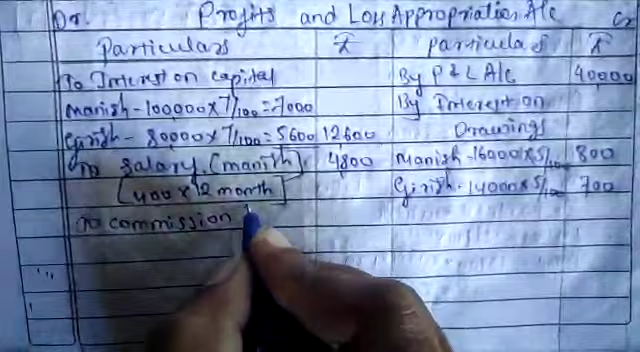 Dr. Profits and Loss Appropriation A/c Cr
Particulars ₹ particulars ₹
To Interest on capital By P & L A/c 40000
Manish - 100000 x 7/100 = 7000 By Interest on
Girish - 80000 x 7/100 = 5600 12600 Drawings
To salary (manish) 4800 Manish - 16000 x 5/100 800
[400 x 12 month] Girish - 14000 x 5/100 700
To commission